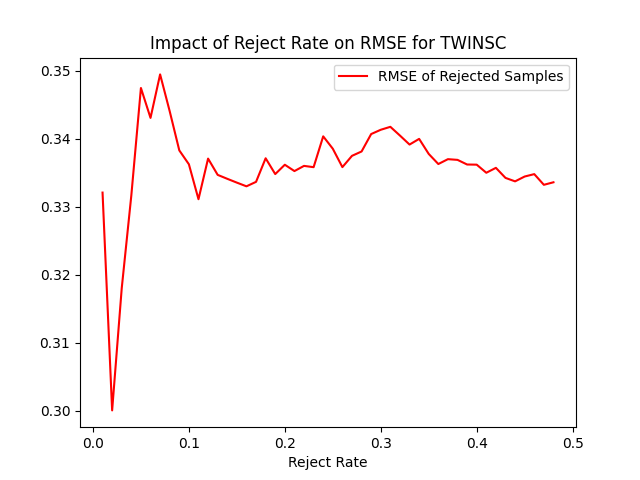 Impact of Reject Rate on RMSE for TWINSC
RMSE of Rejected Samples
0.35
0.34
0.33
0.32
0.31
0.30
0.0 0.1 0.2 0.3 0.4 0.5
Reject Rate